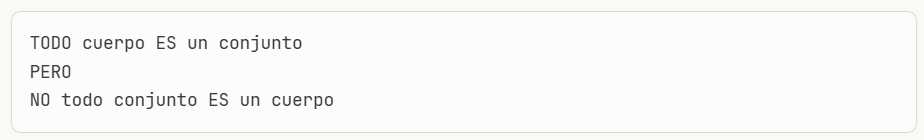 TODO cuerpo ES un conjunto
PERO
NO todo conjunto ES un cuerpo